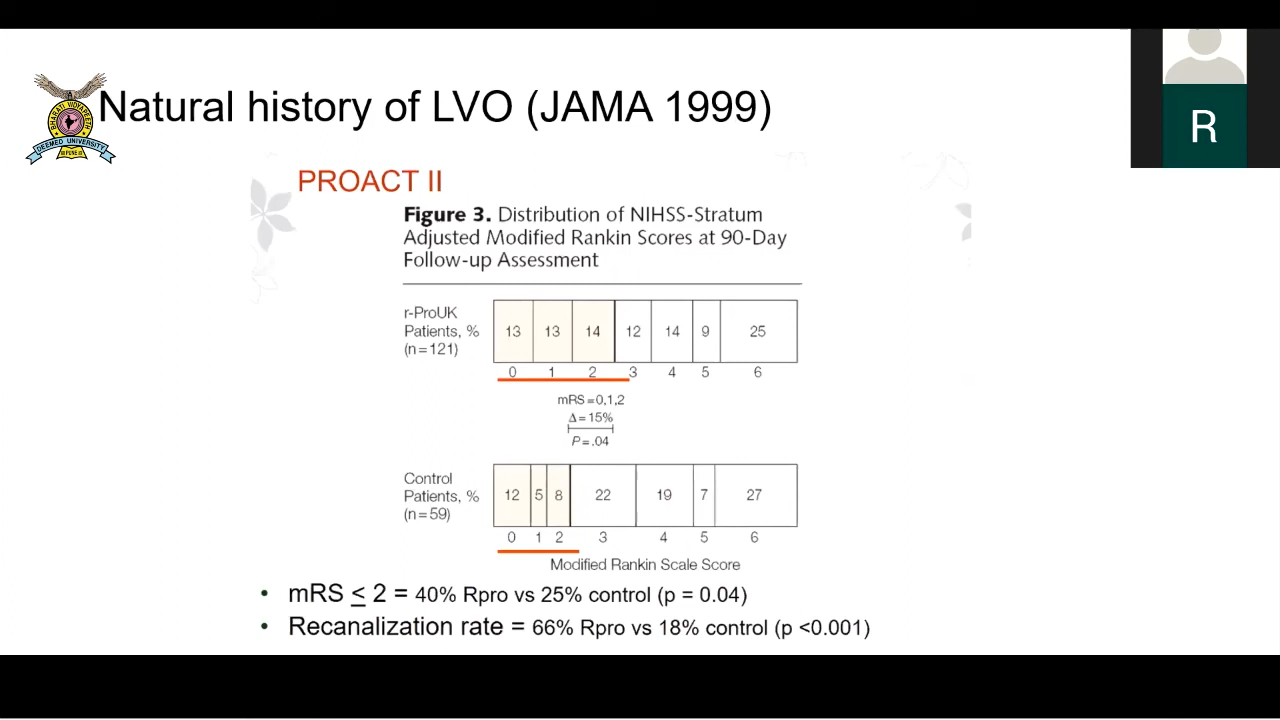 Natural history of LVO (JAMA 1999)
BHARATI VIDYAPEETH
DEEMED UNIVERSITY
R
PROACT II
Figure 3. Distribution of NIHSS-Stratum
Adjusted Modified Rankin Scores at 90-Day
Follow-up Assessment
r-ProUK
Patients, %
(n=121)
13 13 14 12 14 9 25
0 1 2 3 4 5 6
mRS=0,1,2
Δ=15%
P=.04
Control
Patients, %
(n=59)
12 5 8 22 19 7 27
0 1 2 3 4 5 6
Modified Rankin Scale Score
• mRS ≤ 2 = 40% Rpro vs 25% control (p = 0.04)
• Recanalization rate = 66% Rpro vs 18% control (p <0.001)